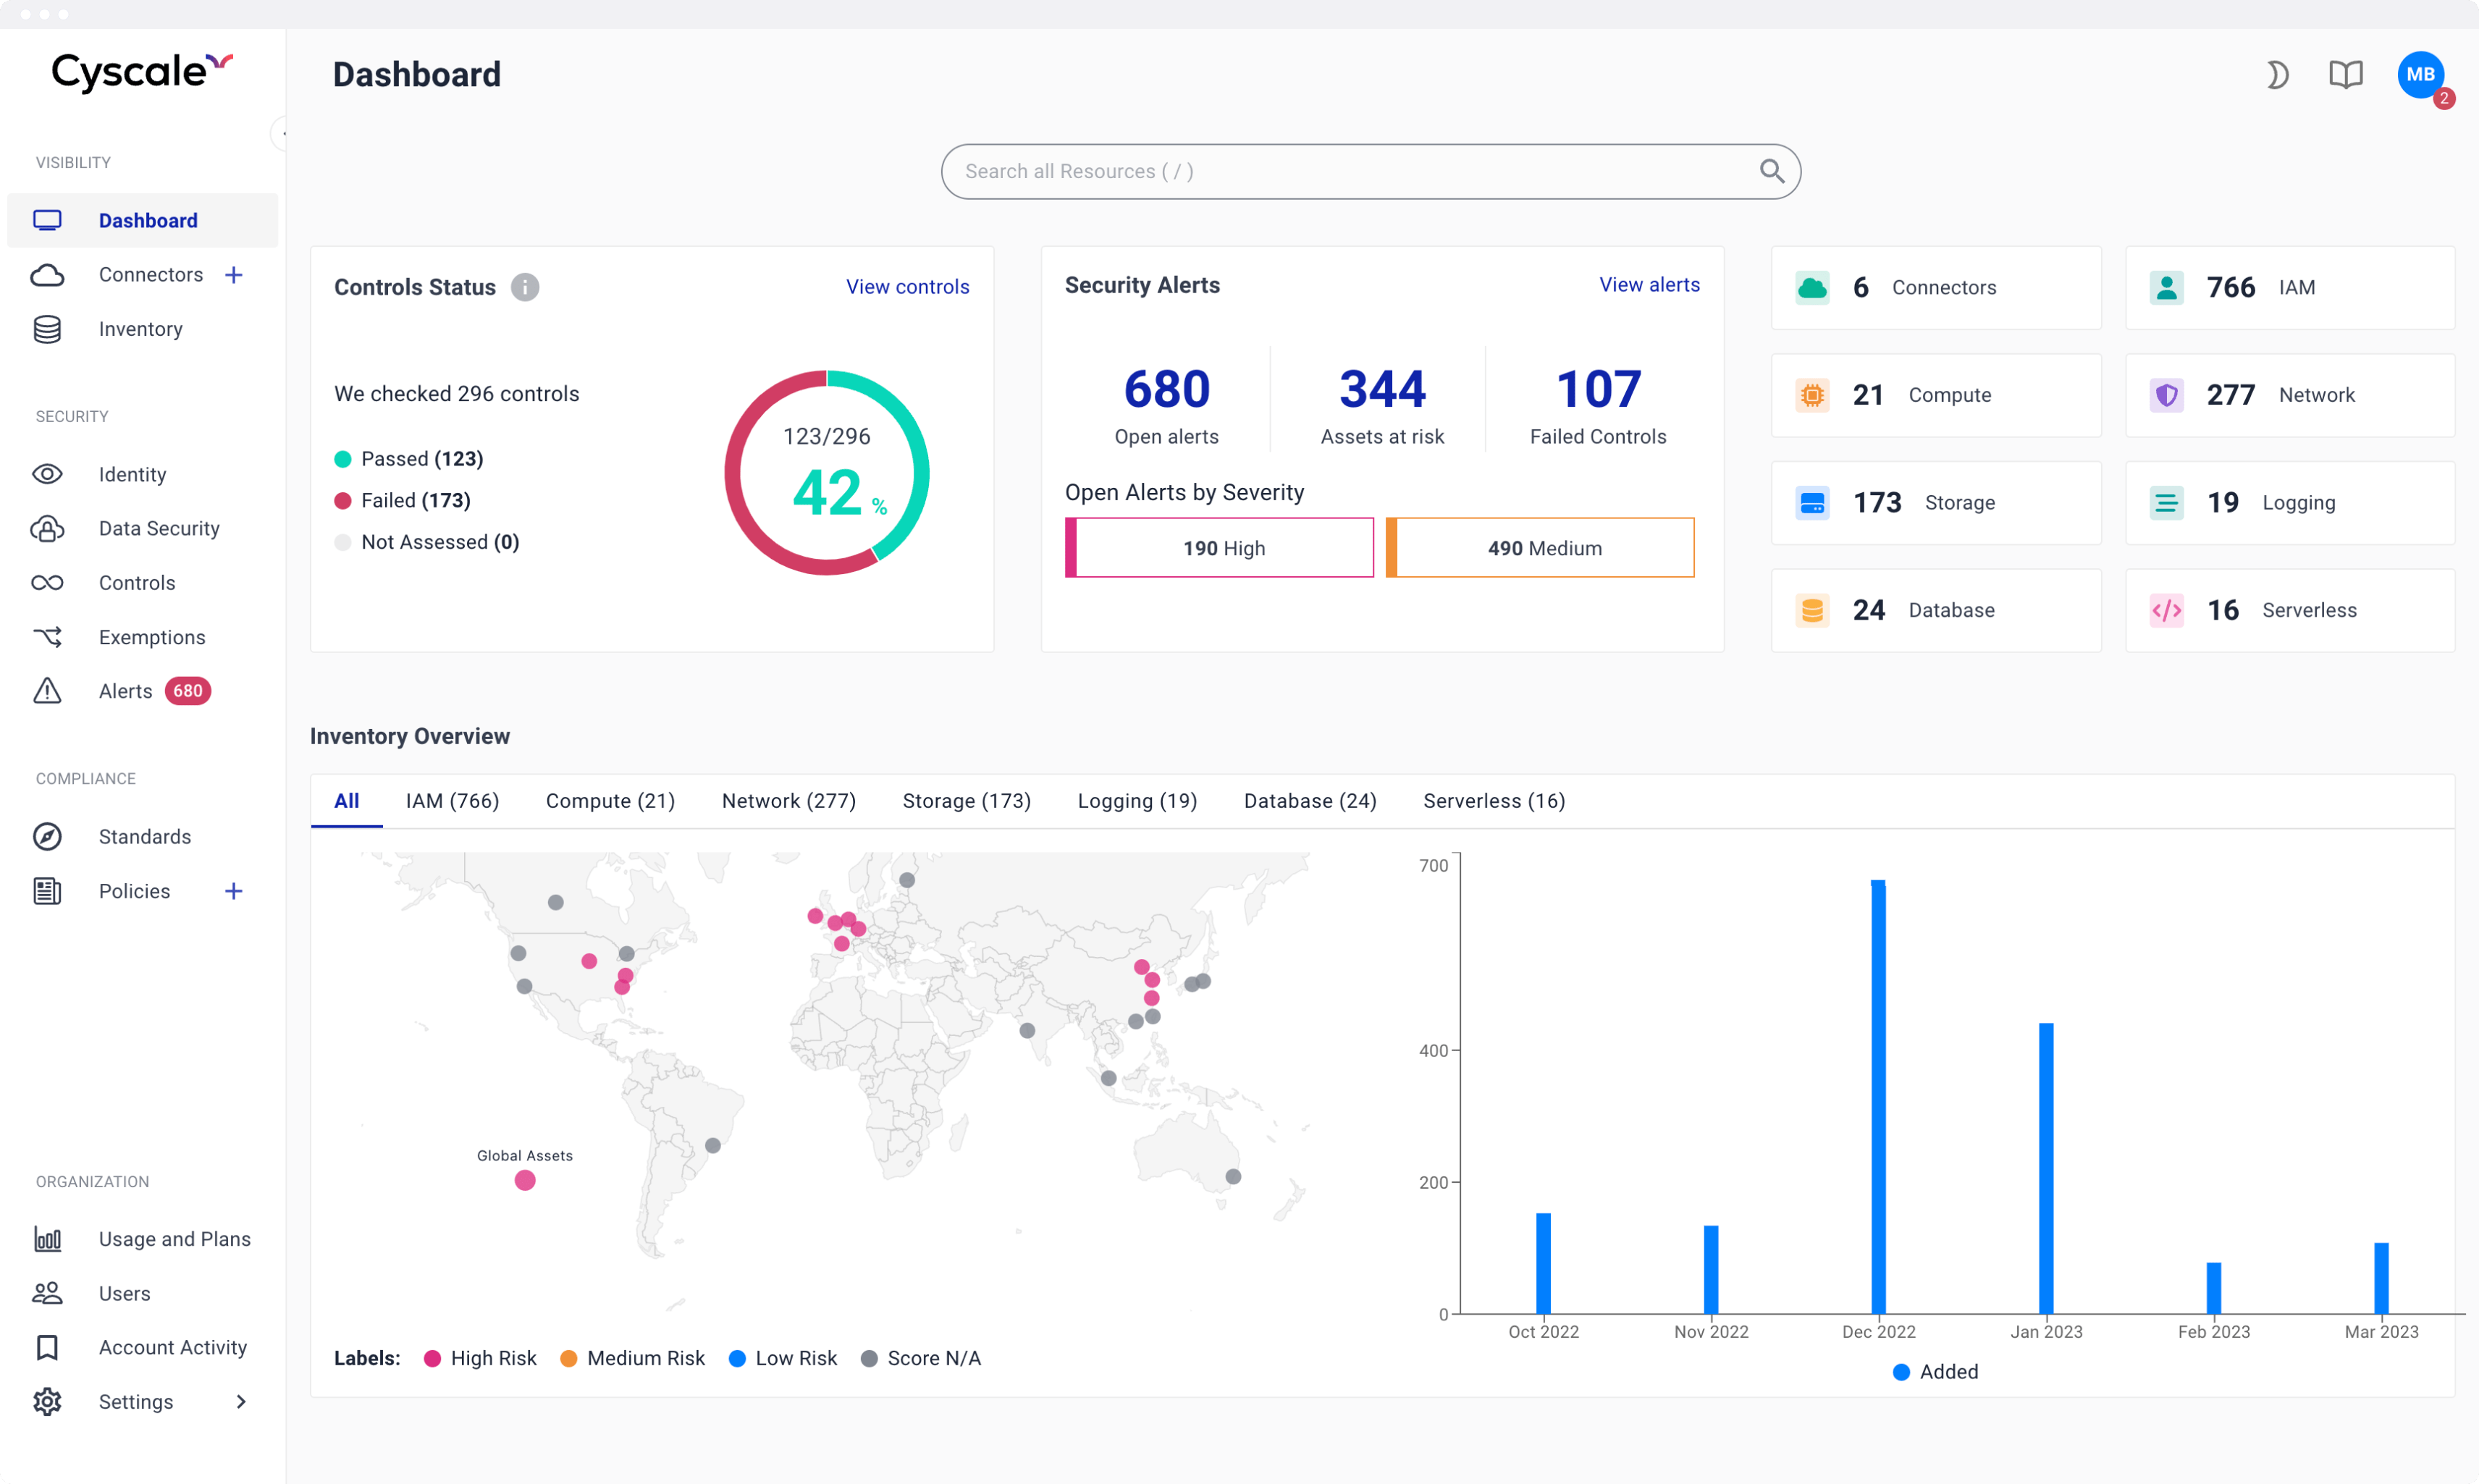 Cyscale
Dashboard
MB
2
VISIBILITY
Search all Resources ( / )
Dashboard
Connectors +
Inventory
SECURITY
Identity
Data Security
Controls
Exemptions
Alerts 680
COMPLIANCE
Standards
Policies +
ORGANIZATION
Usage and Plans
Users
Account Activity
Settings
Controls Status i View controls
We checked 296 controls
Passed (123)
Failed (173)
Not Assessed (0)
123/296
42 %
Security Alerts View alerts
680 344 107
Open alerts Assets at risk Failed Controls
Open Alerts by Severity
190 High 490 Medium
6 Connectors 766 IAM
21 Compute 277 Network
173 Storage 19 Logging
24 Database 16 Serverless
Inventory Overview
All IAM (766) Compute (21) Network (277) Storage (173) Logging (19) Database (24) Serverless (16)
Global Assets
Labels: High Risk Medium Risk Low Risk Score N/A
700
400
200
0
Oct 2022 Nov 2022 Dec 2022 Jan 2023 Feb 2023 Mar 2023
Added